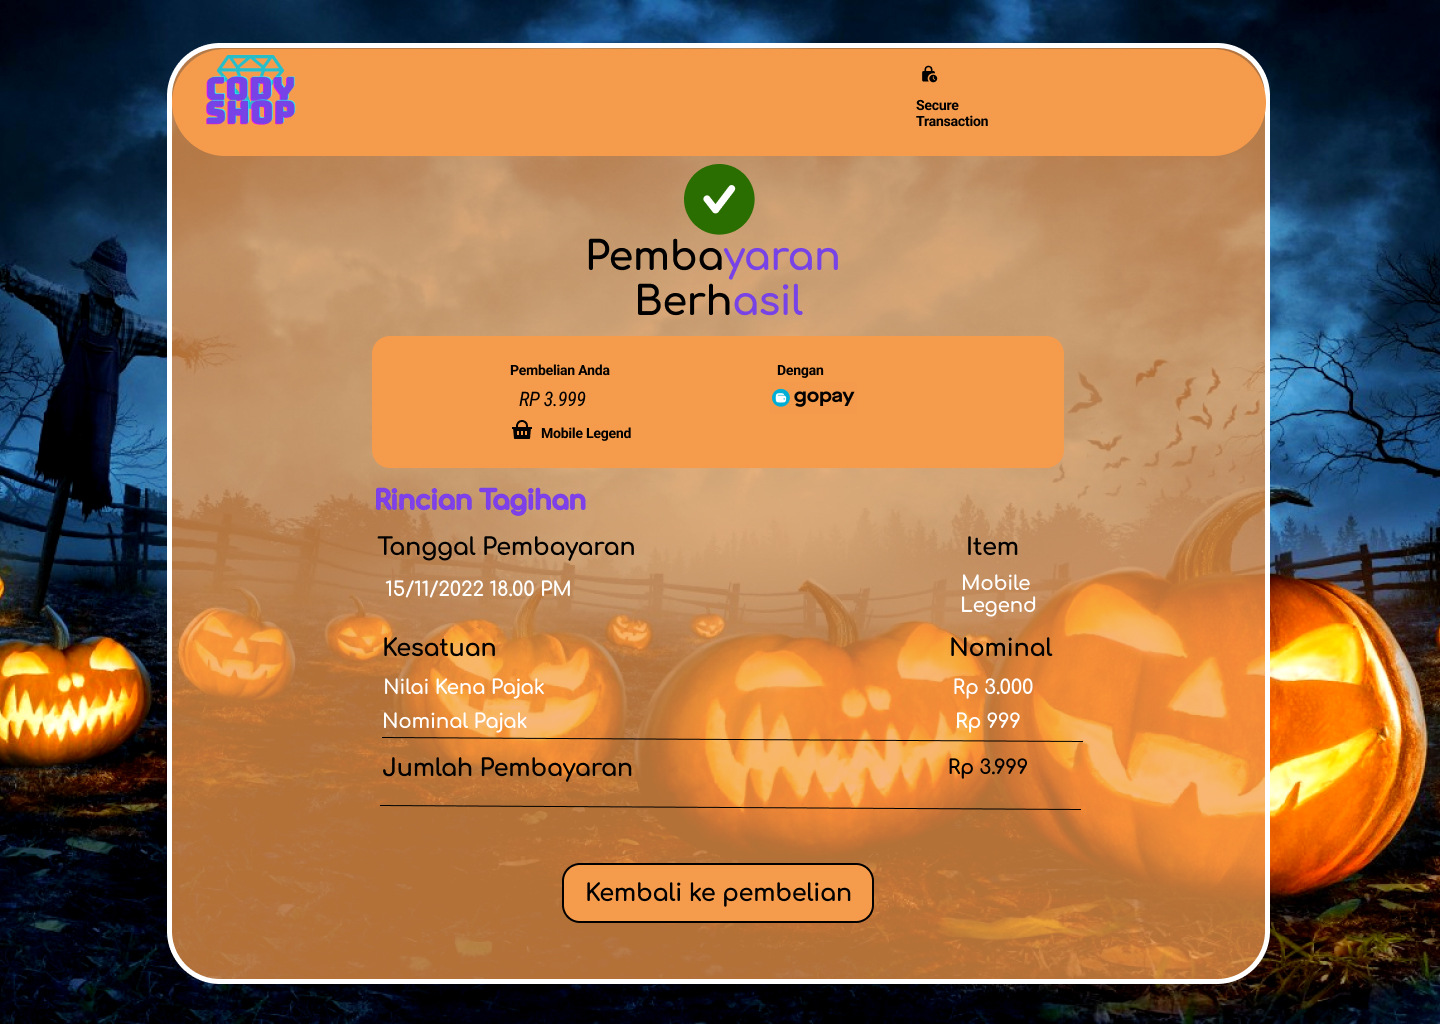 CODY
SHOP
Secure
Transaction
Pembayaran
Berhasil
Pembelian Anda
Dengan
RP 3.999
gopay
Mobile Legend
Rincian Tagihan
Tanggal Pembayaran
Item
15/11/2022 18.00 PM
Mobile
Legend
Kesatuan
Nominal
Nilai Kena Pajak
Rp 3.000
Nominal Pajak
Rp 999
Jumlah Pembayaran
Rp 3.999
Kembali ke pembelian